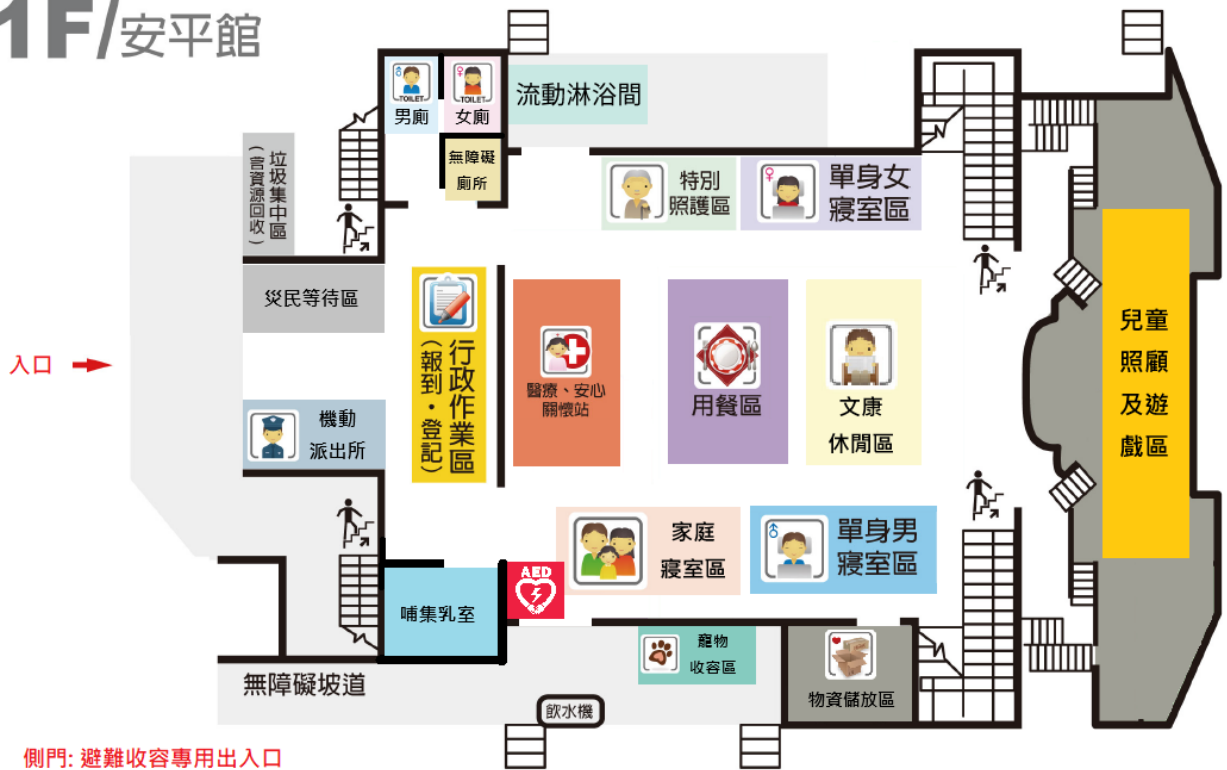 1F/安平館
TOILET
男廁
TOILET
女廁
流動淋浴間
無障礙
廁所
垃圾集中區
(含資源回收)
特別
照護區
單身女
寢室區
災民等待區
入口
機動
派出所
行政作業區
(報到・登記)
醫療、安心
關懷站
用餐區
文康
休閒區
兒童
照顧
及遊
戲區
家庭
寢室區
單身男
寢室區
AED
哺集乳室
寵物
收容區
物資儲放區
無障礙坡道
飲水機
側門: 避難收容專用出入口